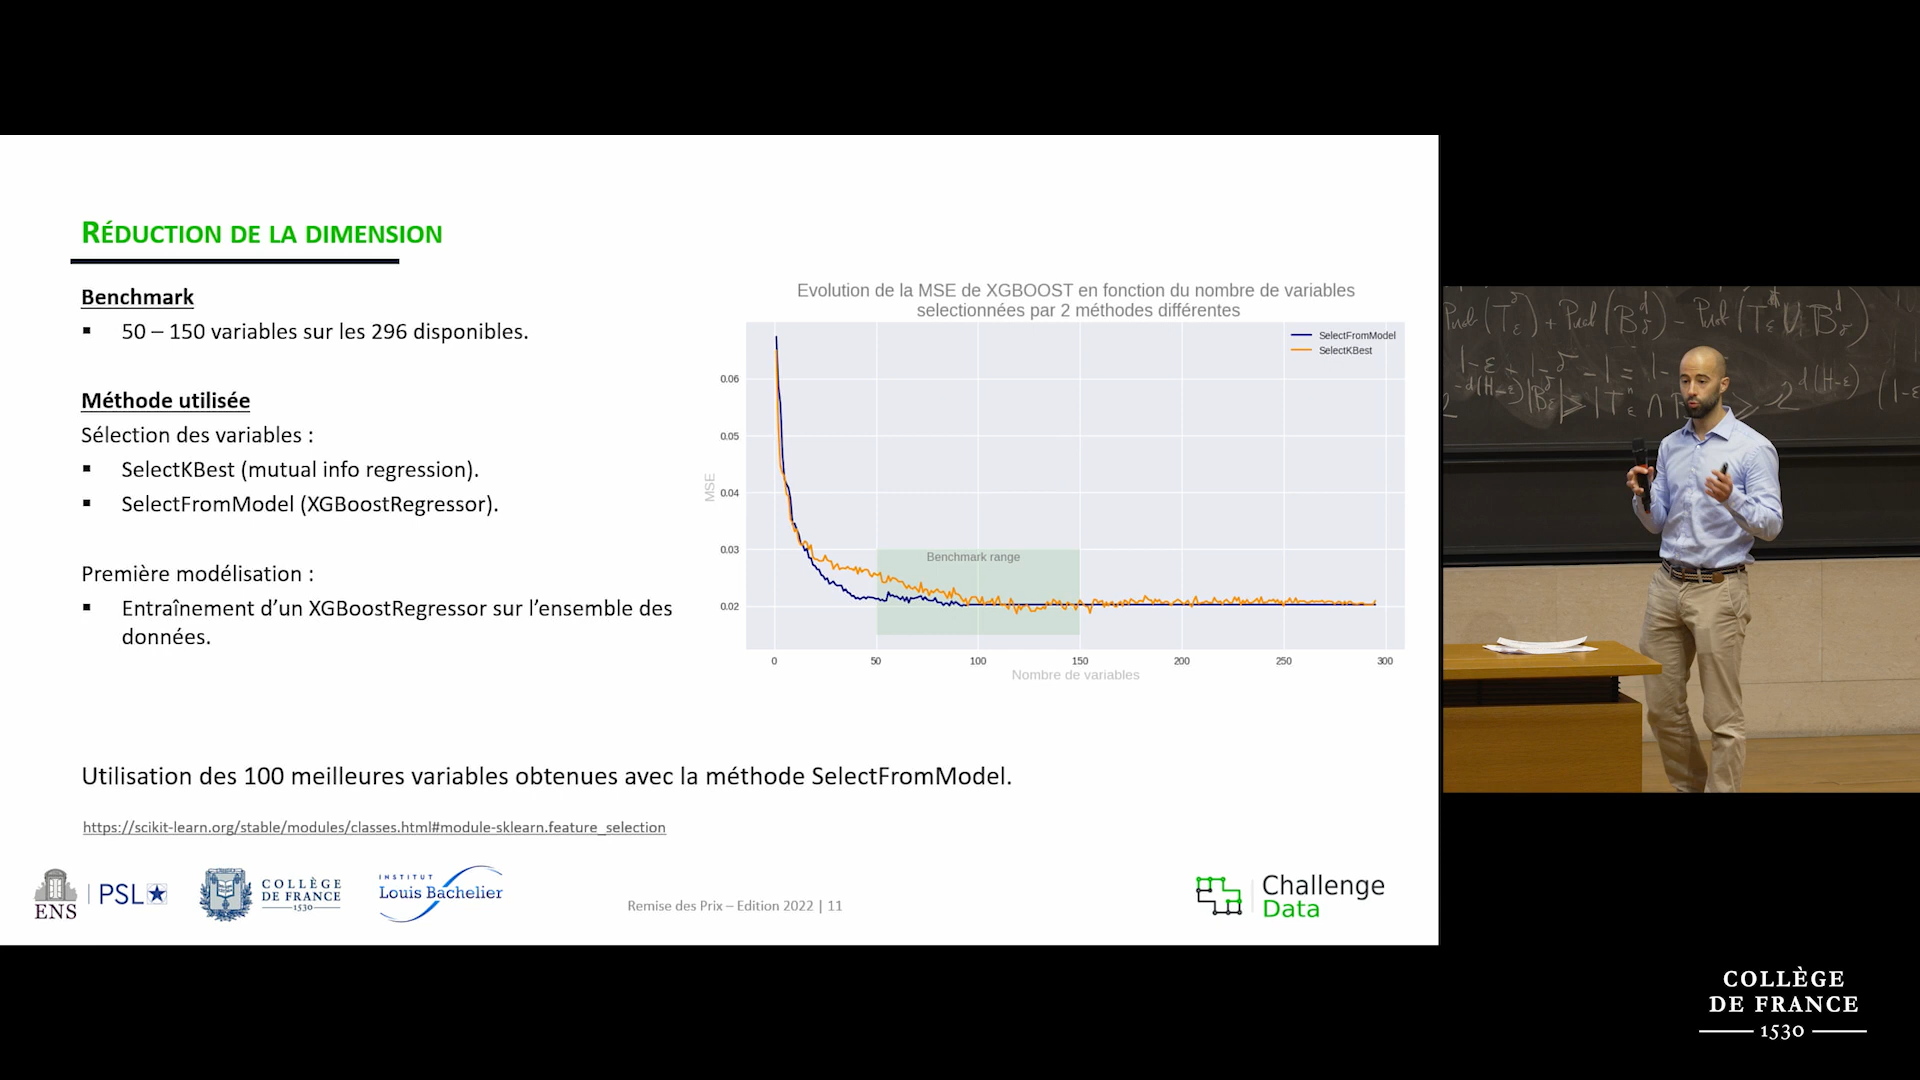 RÉDUCTION DE LA DIMENSION
Benchmark
▪ 50 – 150 variables sur les 296 disponibles.
Méthode utilisée
Sélection des variables :
▪ SelectKBest (mutual info regression).
▪ SelectFromModel (XGBoostRegressor).
Première modélisation :
▪ Entraînement d’un XGBoostRegressor sur l’ensemble des
données.
Evolution de la MSE de XGBOOST en fonction du nombre de variables
selectionnées par 2 méthodes différentes
SelectFromModel
SelectKBest
MSE
0.06
0.05
0.04
0.03
0.02
Benchmark range
0 50 100 150 200 250 300
Nombre de variables
Utilisation des 100 meilleures variables obtenues avec la méthode SelectFromModel.
https://scikit-learn.org/stable/modules/classes.html#module-sklearn.feature_selection
ENS
PSL
COLLÈGE
DE FRANCE
1530
INSTITUT
Louis Bachelier
Remise des Prix – Edition 2022 | 11
Challenge
Data
COLLÈGE
DE FRANCE
1530